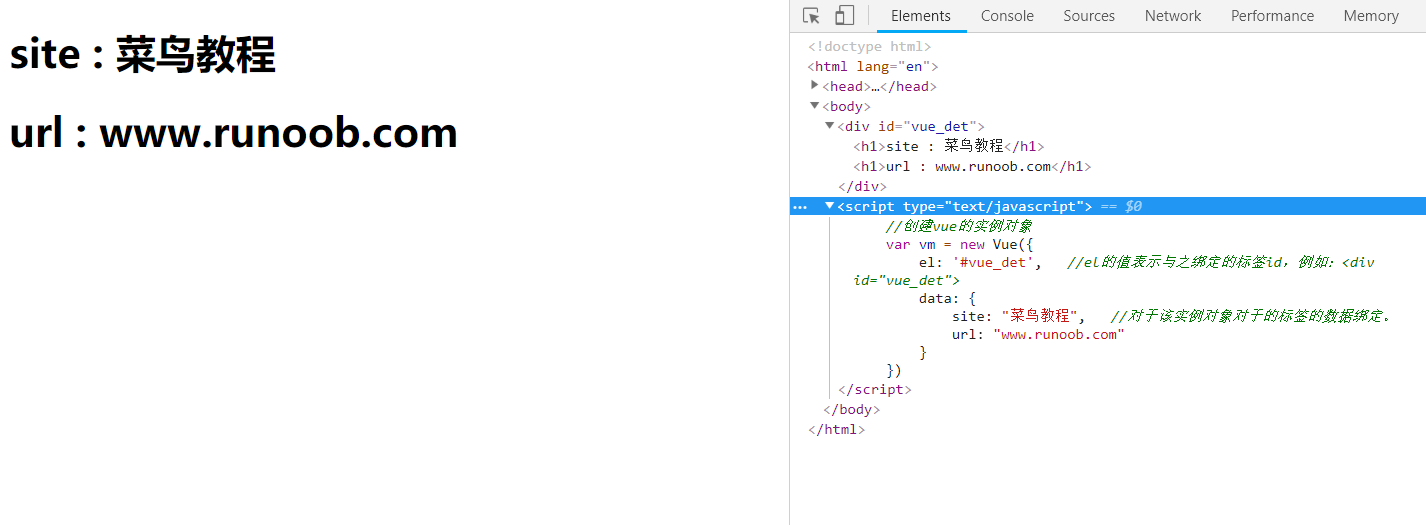 site : 菜鸟教程
url : www.runoob.com
Elements Console Sources Network Performance Memory
<!doctype html>
<html lang="en">
<head>…</head>
<body>
<div id="vue_det">
<h1>site : 菜鸟教程</h1>
<h1>url : www.runoob.com</h1>
</div>
<script type="text/javascript"> == $0
//创建vue的实例对象
var vm = new Vue({
el: '#vue_det', //el的值表示与之绑定的标签id，例如：<div
id="vue_det">
data: {
site: "菜鸟教程", //对于该实例对象对于的标签的数据绑定。
url: "www.runoob.com"
}
})
</script>
</body>
</html>